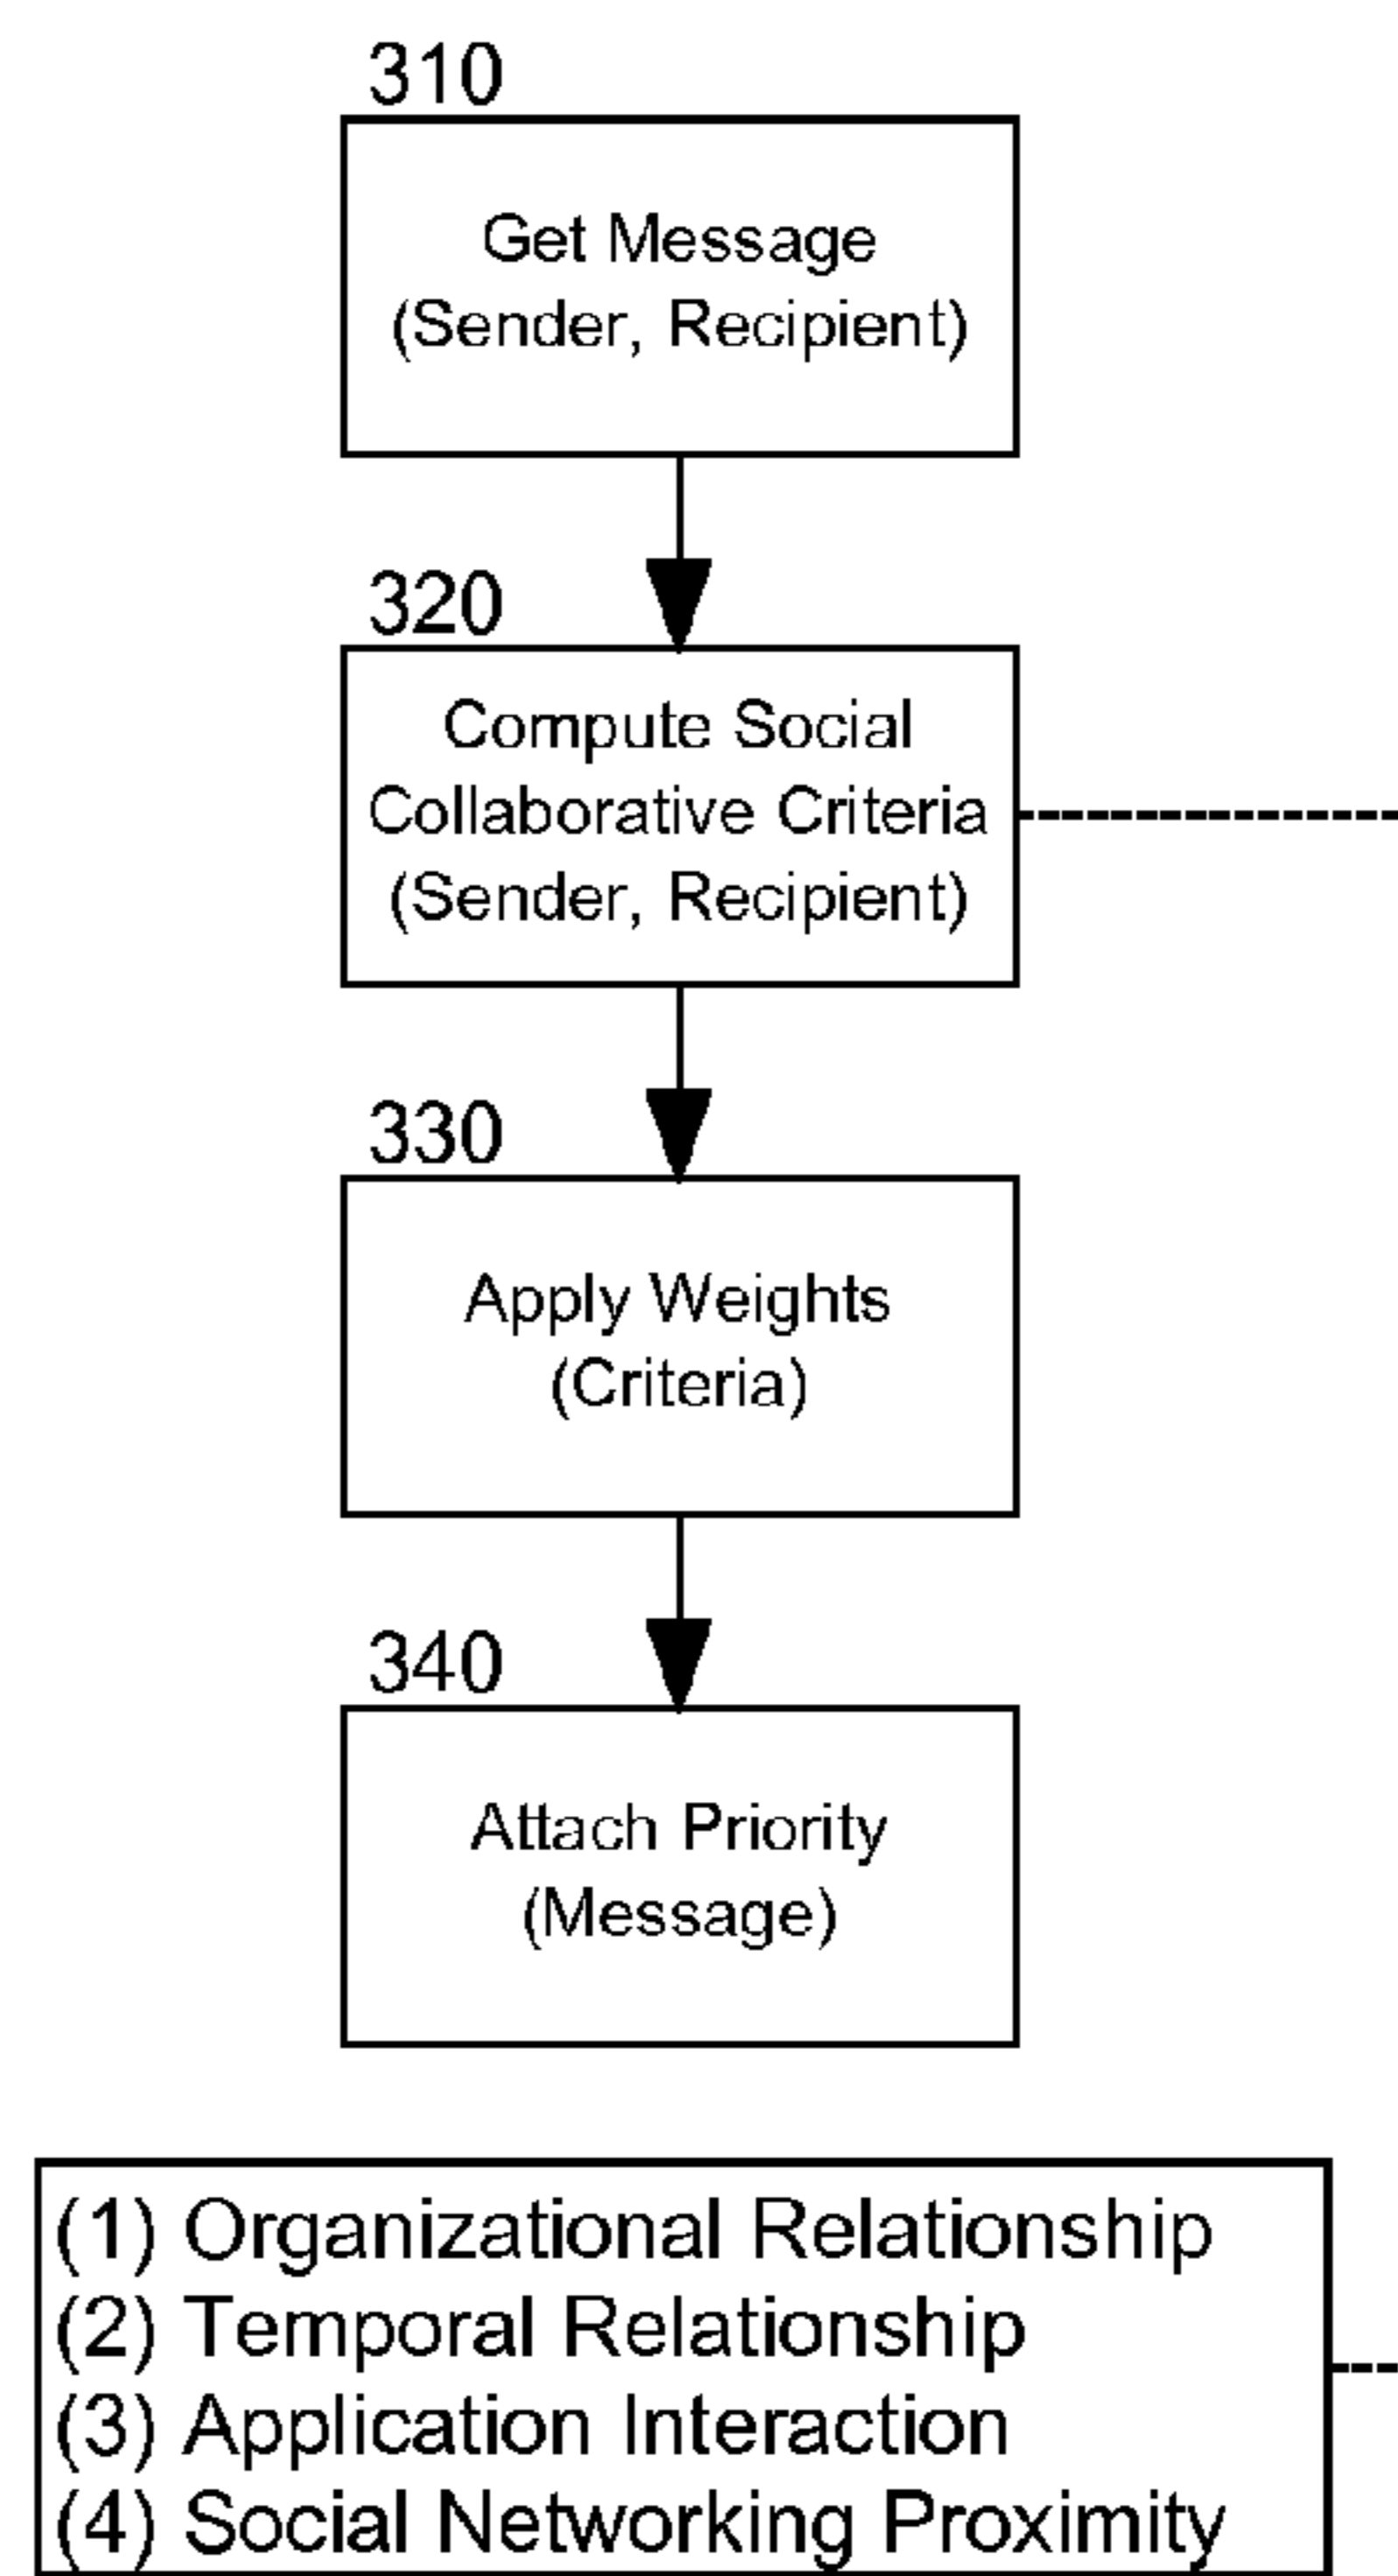 310
Get Message
(Sender, Recipient)
320
Compute Social
Collaborative Criteria
(Sender, Recipient)
330
Apply Weights
(Criteria)
340
Attach Priority
(Message)
(1) Organizational Relationship
(2) Temporal Relationship
(3) Application Interaction
(4) Social Networking Proximity